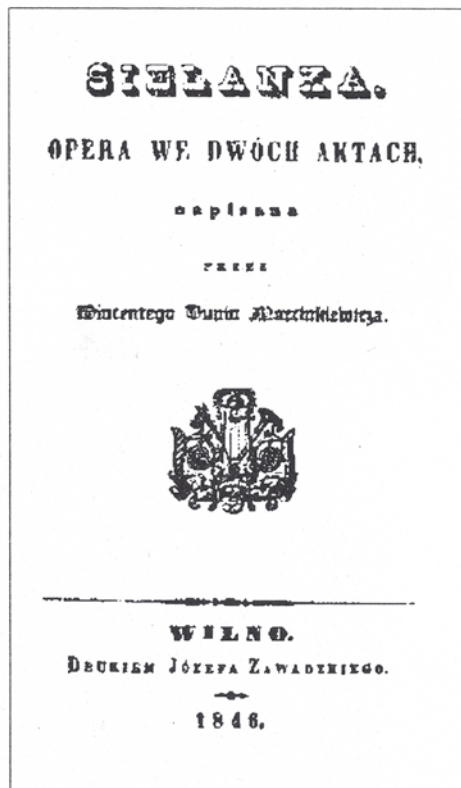 SIELANKA.
OPERA WE DWÓCH AKTACH,
napisana
PRZEZ
Wincentego Dunin Marcinkiewicza.
WILNO.
DRUKIEM JÓZEFA ZAWADZKIEGO.
1846.